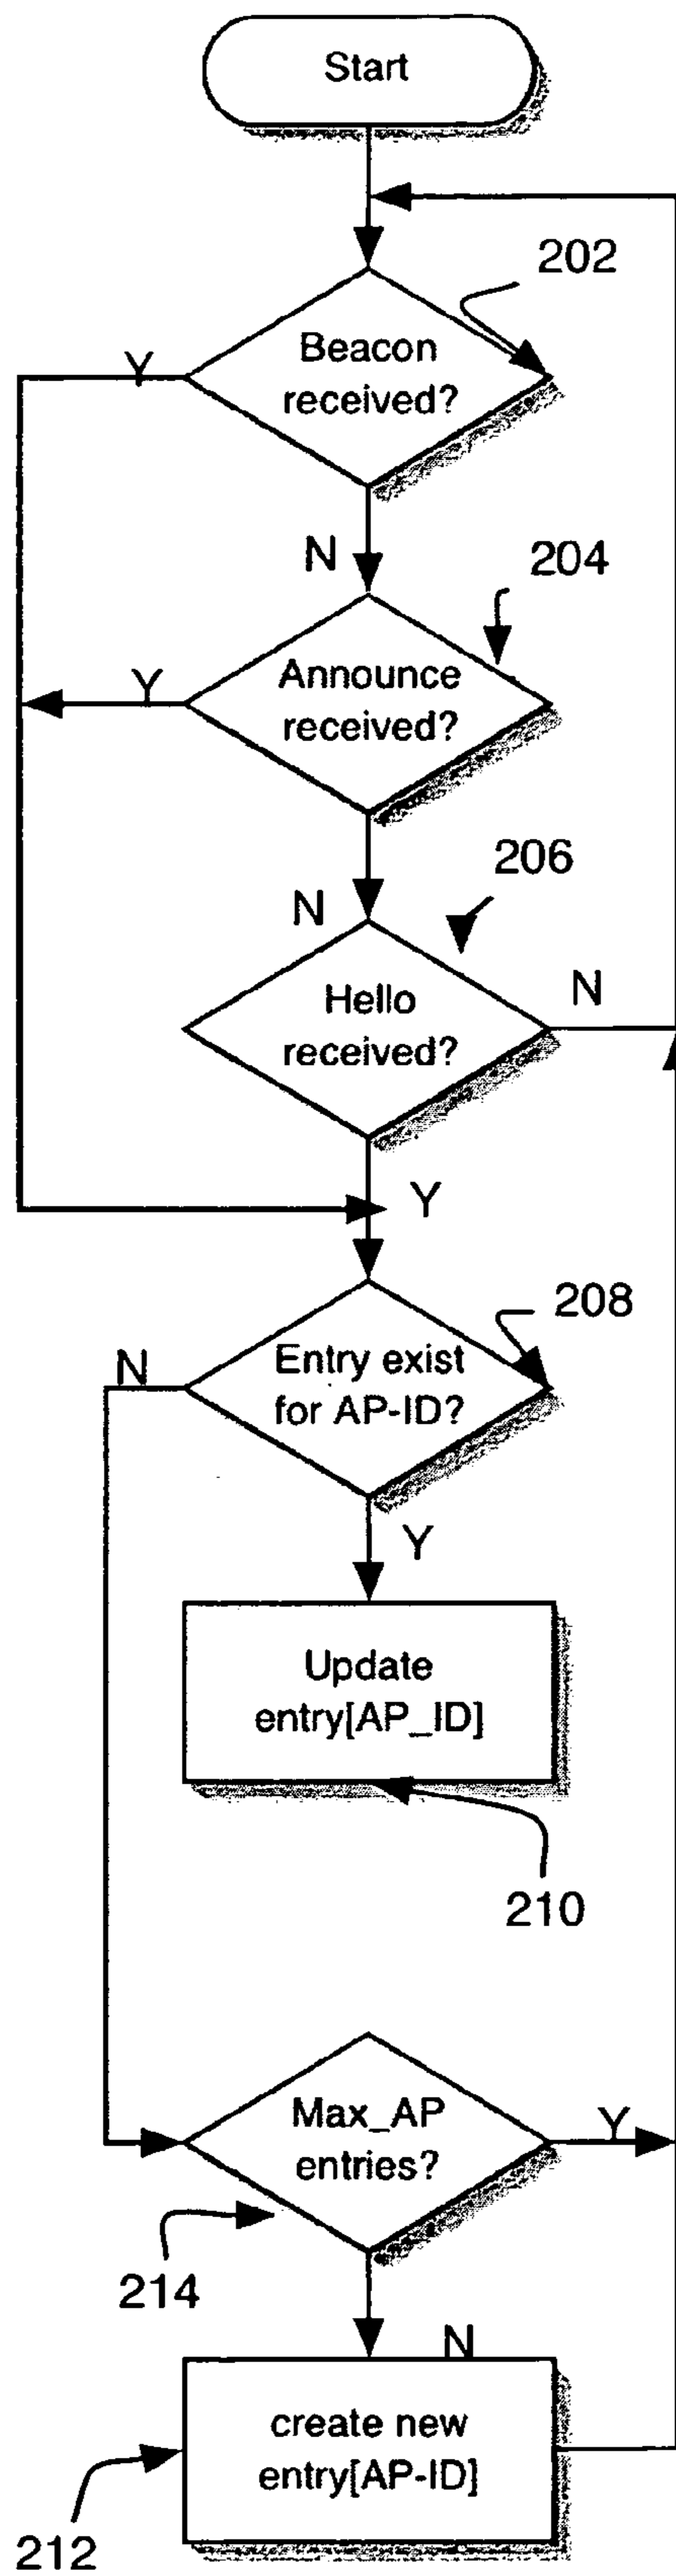 Start
202
Beacon
received?
Y
N
204
Announce
received?
Y
206
N
Hello
received?
N
Y
208
Entry exist
for AP-ID?
N
Y
Update
entry[AP_ID]
210
Max_AP
entries?
Y
214
N
create new
entry[AP-ID]
212